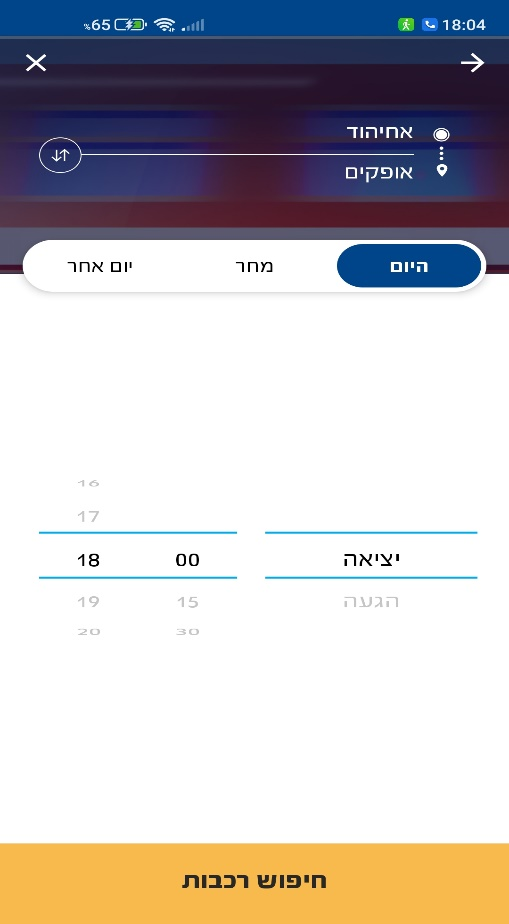 18:04
%65
אחיהוד
אופקים
היום מחר יום אחר
16
17
יציאה 18 00
הגעה 19 15
20 30
חיפוש רכבות